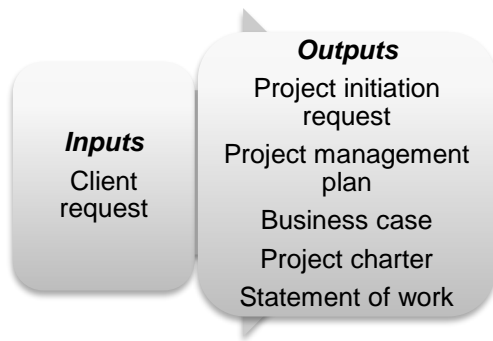 Inputs
Client
request
Outputs
Project initiation
request
Project management
plan
Business case
Project charter
Statement of work